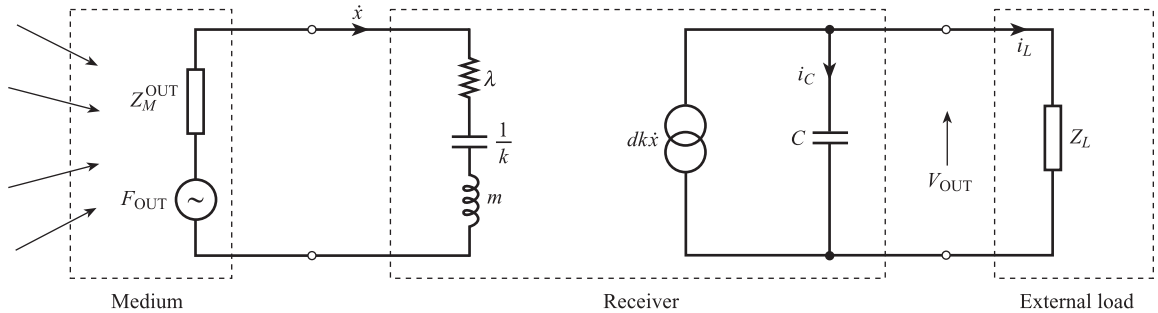 ẋ
λ
1
k
m
Z_M^OUT
F_OUT
~
dkẋ
i_C
C
V_OUT
i_L
Z_L
Medium
Receiver
External load